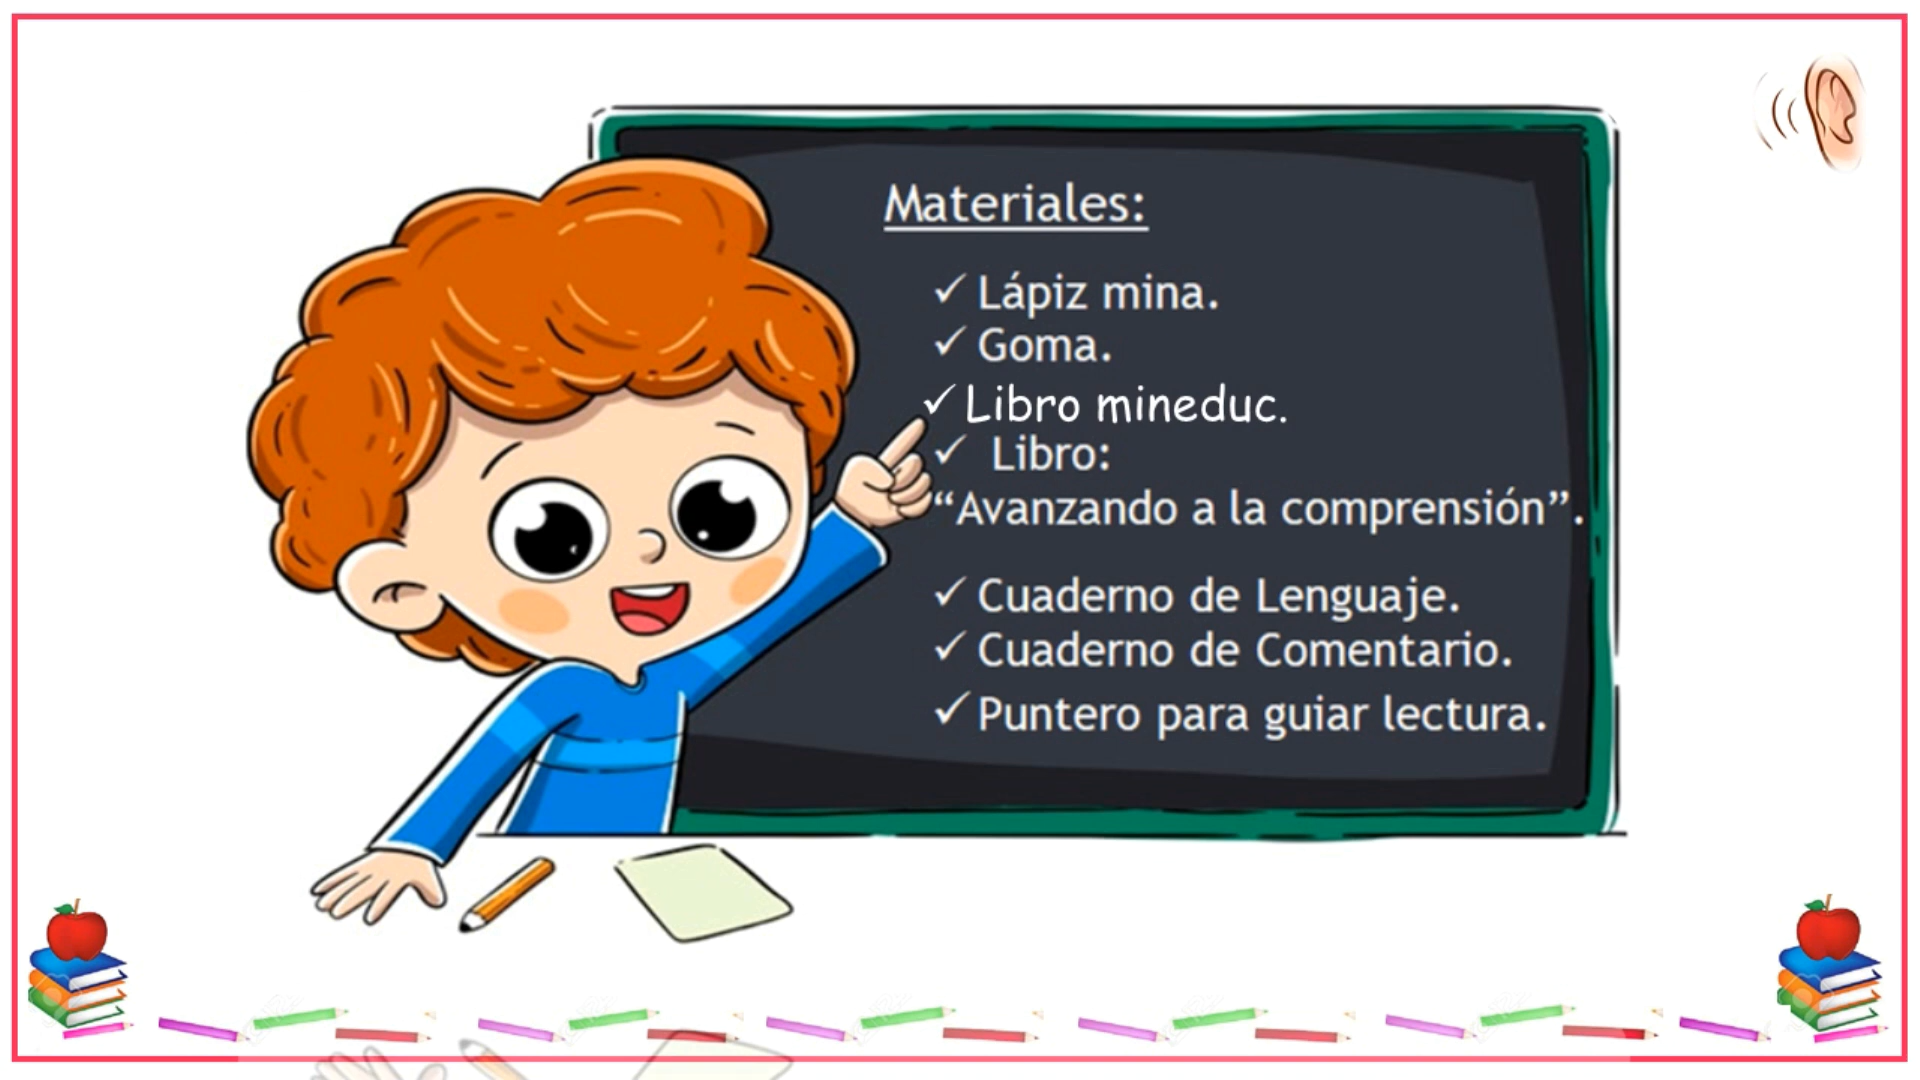 Materiales:
✓ Lápiz mina.
✓ Goma.
✓ Libro mineduc.
✓ Libro:
“Avanzando a la comprensión”.
✓ Cuaderno de Lenguaje.
✓ Cuaderno de Comentario.
✓ Puntero para guiar lectura.